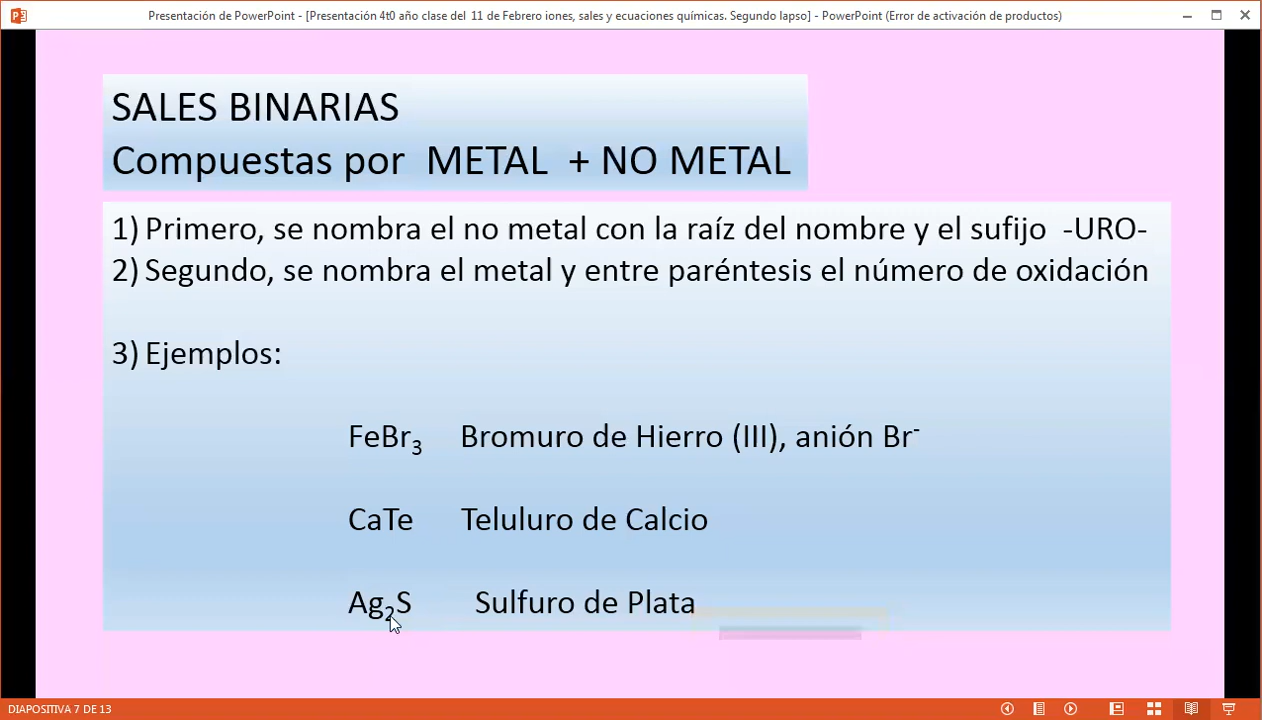 Presentación de PowerPoint - [Presentación 4t0 año clase del 11 de Febrero iones, sales y ecuaciones químicas. Segundo lapso] - PowerPoint (Error de activación de productos)
SALES BINARIAS
Compuestas por METAL + NO METAL
1) Primero, se nombra el no metal con la raíz del nombre y el sufijo -URO-
2) Segundo, se nombra el metal y entre paréntesis el número de oxidación
3) Ejemplos:
FeBr₃ Bromuro de Hierro (III), anión Br⁻
CaTe Teluluro de Calcio
Ag₂S Sulfuro de Plata
DIAPOSITIVA 7 DE 13